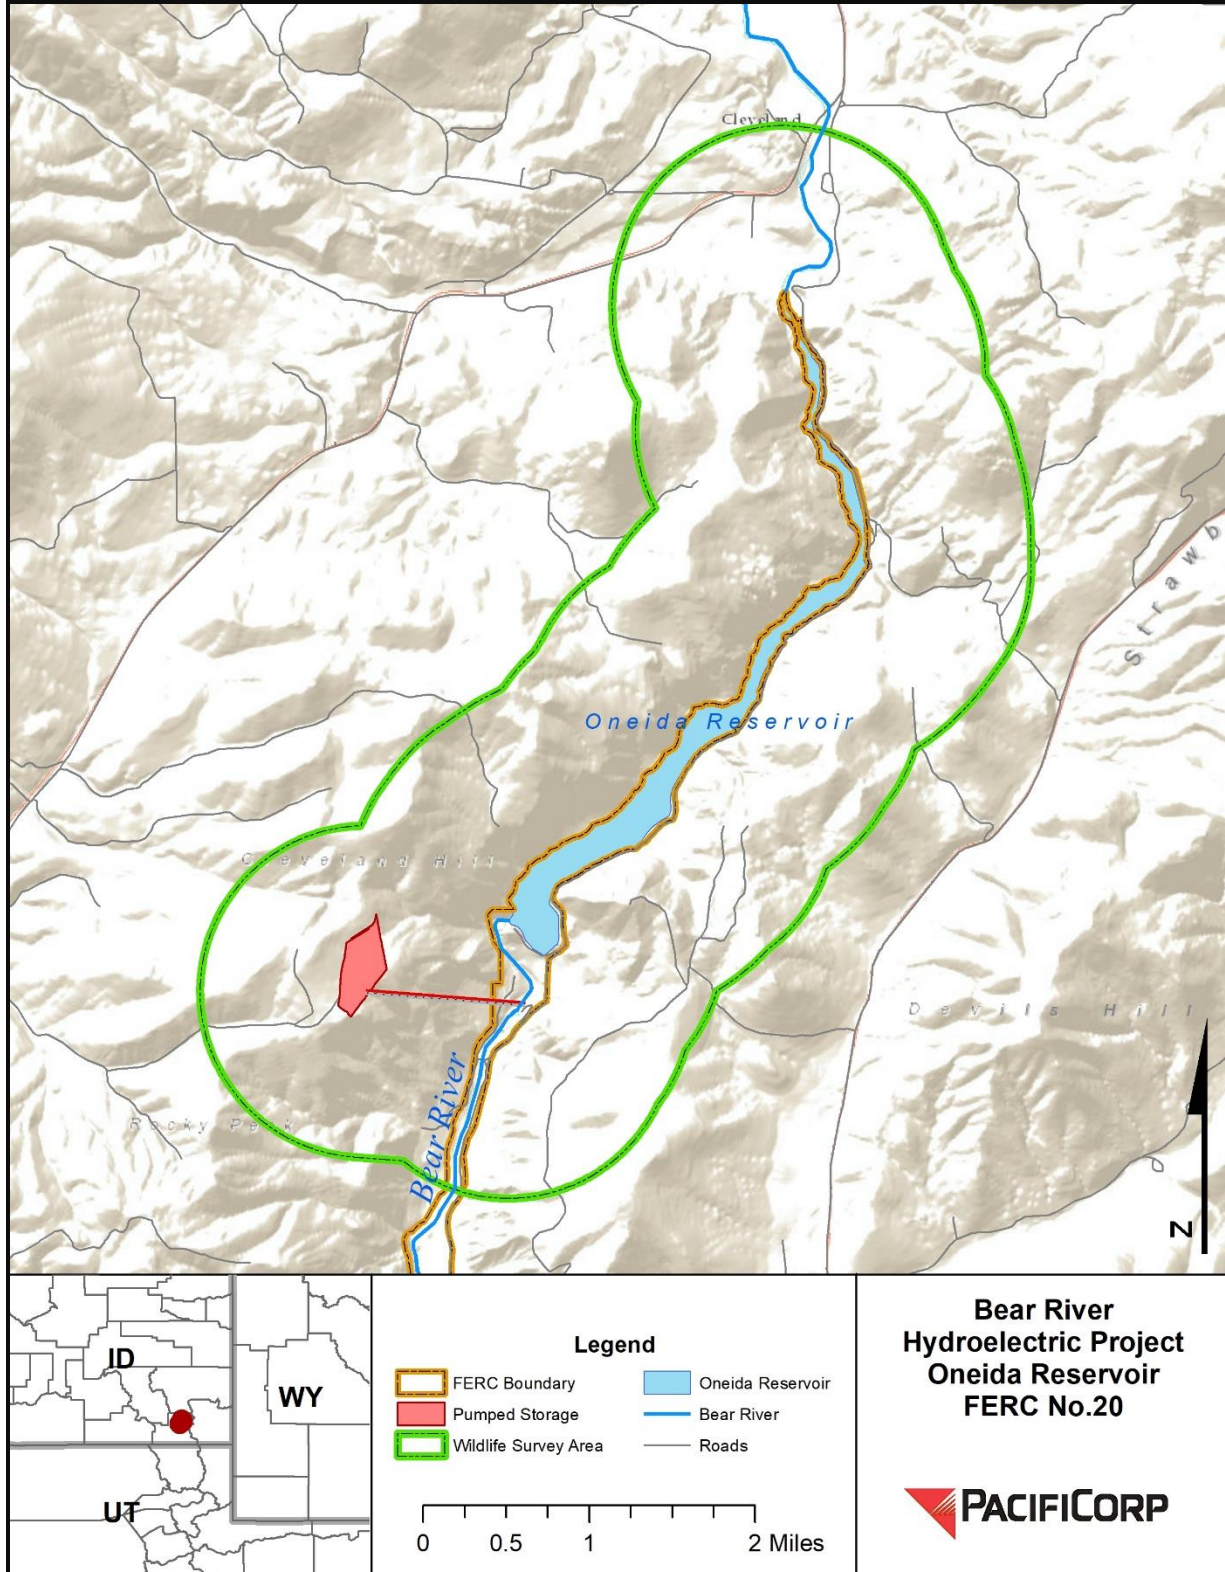 Cleveland
Strawb
Oneida Reservoir
Cleveland Hill
Devils Hill
Bear River
Rocky Peak
N
ID
WY
UT
Legend
FERC Boundary
Oneida Reservoir
Pumped Storage
Bear River
Wildlife Survey Area
Roads
0 0.5 1 2 Miles
Bear River
Hydroelectric Project
Oneida Reservoir
FERC No.20
PACIFICORP